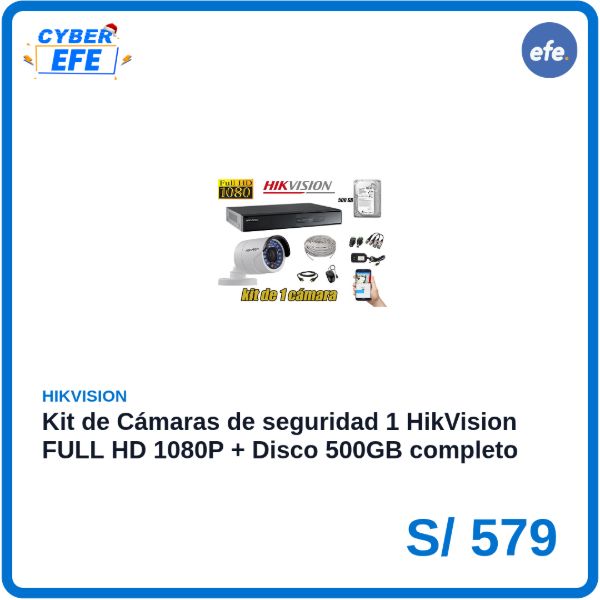 CYBER
EFE
efe.
Full HD
1080
HIKVISION
500 GB
kit de 1 cámara
HIKVISION
Kit de Cámaras de seguridad 1 HikVision
FULL HD 1080P + Disco 500GB completo
S/ 579